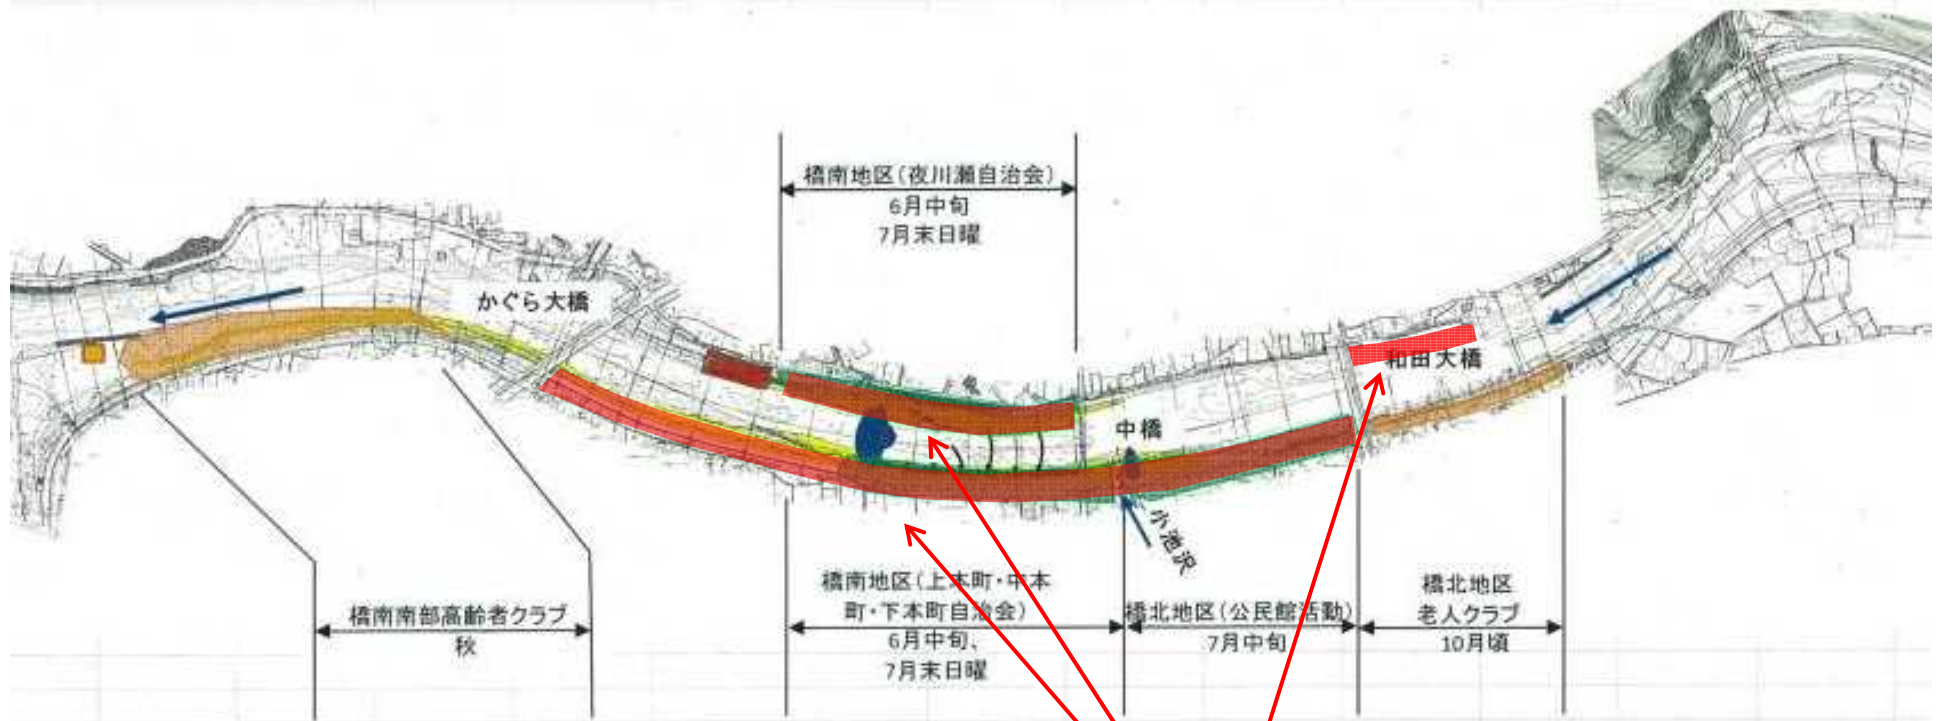 橋南地区(夜川瀬自治会)
6月中旬
7月末日曜
かぐら大橋
和田大橋
中橋
小池沢
橋南南部高齢者クラブ
秋
橋南地区(上本町・中本
町・下本町自治会)
6月中旬、
7月末日曜
橋北地区(公民館活動)
7月中旬
橋北地区
老人クラブ
10月頃